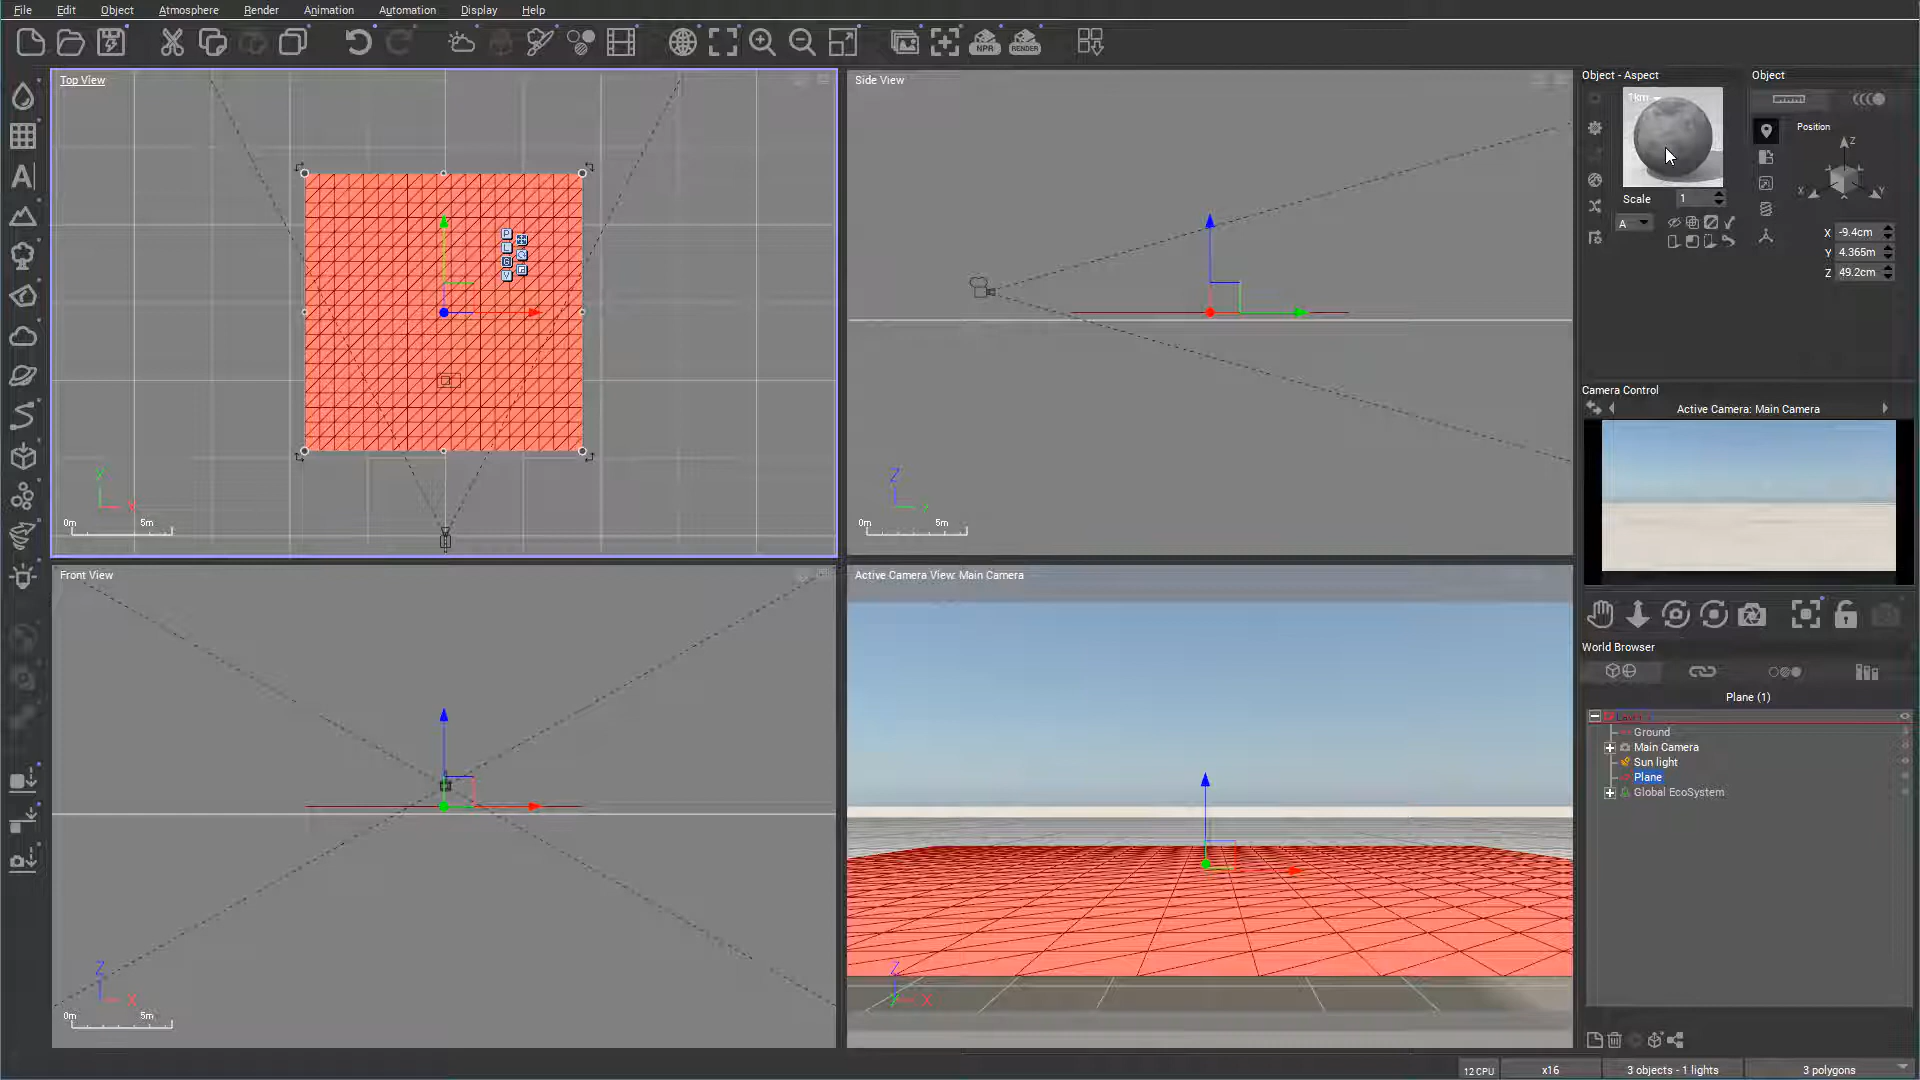 File Edit Object Atmosphere Render Animation Automation Display Help
NPR RENDER
Top View
P
L
G
V
0m 5m
Side View
Z
0m 5m
Front View
Z
X
0m 5m
Active Camera View: Main Camera
Z
X
Object - Aspect
1km
Scale 1
A
Object
Position
Z
X Y
X -9.4cm
Y 4.365m
Z 49.2cm
Camera Control
Active Camera: Main Camera
World Browser
Plane (1)
Ground
Main Camera
Sun light
Plane
Global EcoSystem
12 CPU x16 3 objects - 1 lights 3 polygons